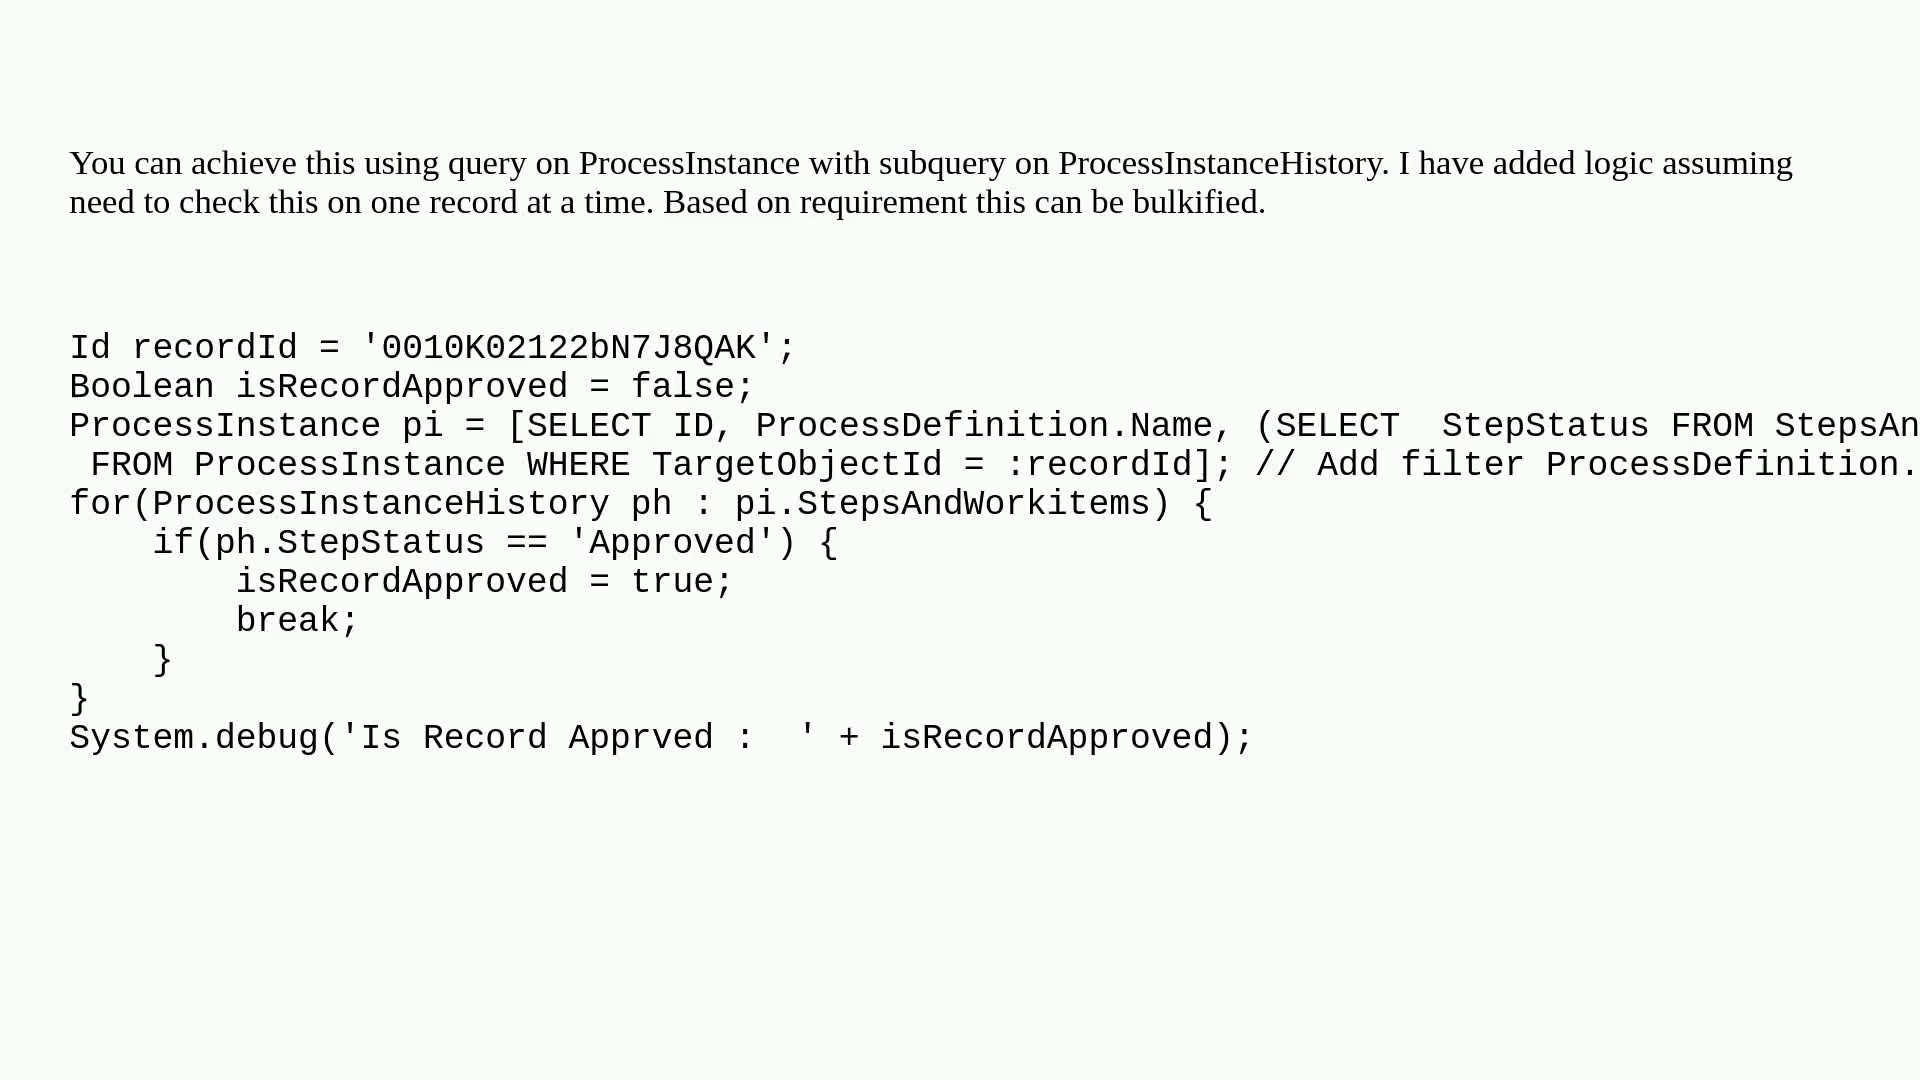 You can achieve this using query on ProcessInstance with subquery on ProcessInstanceHistory. I have added logic assuming
need to check this on one record at a time. Based on requirement this can be bulkified.
Id recordId = '0010K02122bN7J8QAK';
Boolean isRecordApproved = false;
ProcessInstance pi = [SELECT ID, ProcessDefinition.Name, (SELECT  StepStatus FROM StepsAn
 FROM ProcessInstance WHERE TargetObjectId = :recordId]; // Add filter ProcessDefinition.
for(ProcessInstanceHistory ph : pi.StepsAndWorkitems) {
    if(ph.StepStatus == 'Approved') {
        isRecordApproved = true;
        break;
    }
}
System.debug('Is Record Apprved :  ' + isRecordApproved);